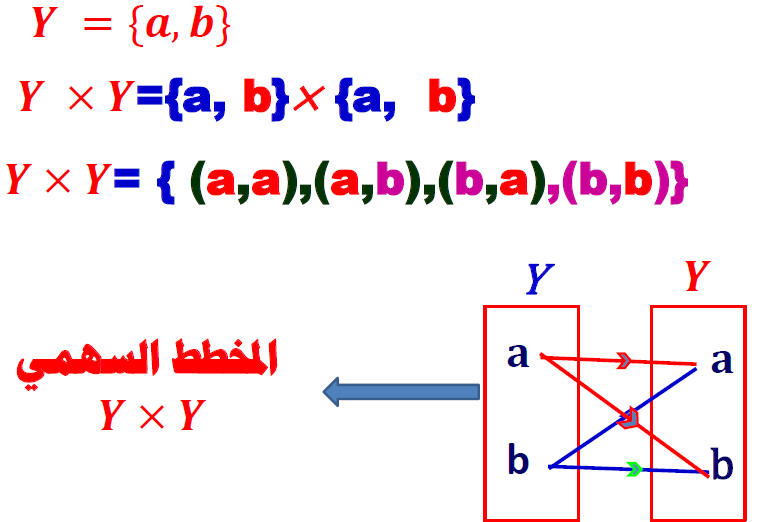 Y = {a, b}
Y × Y={a, b}× {a, b}
Y × Y= { (a,a),(a,b),(b,a),(b,b)}
Y Y
المخطط السهمي
Y × Y
a a
b b